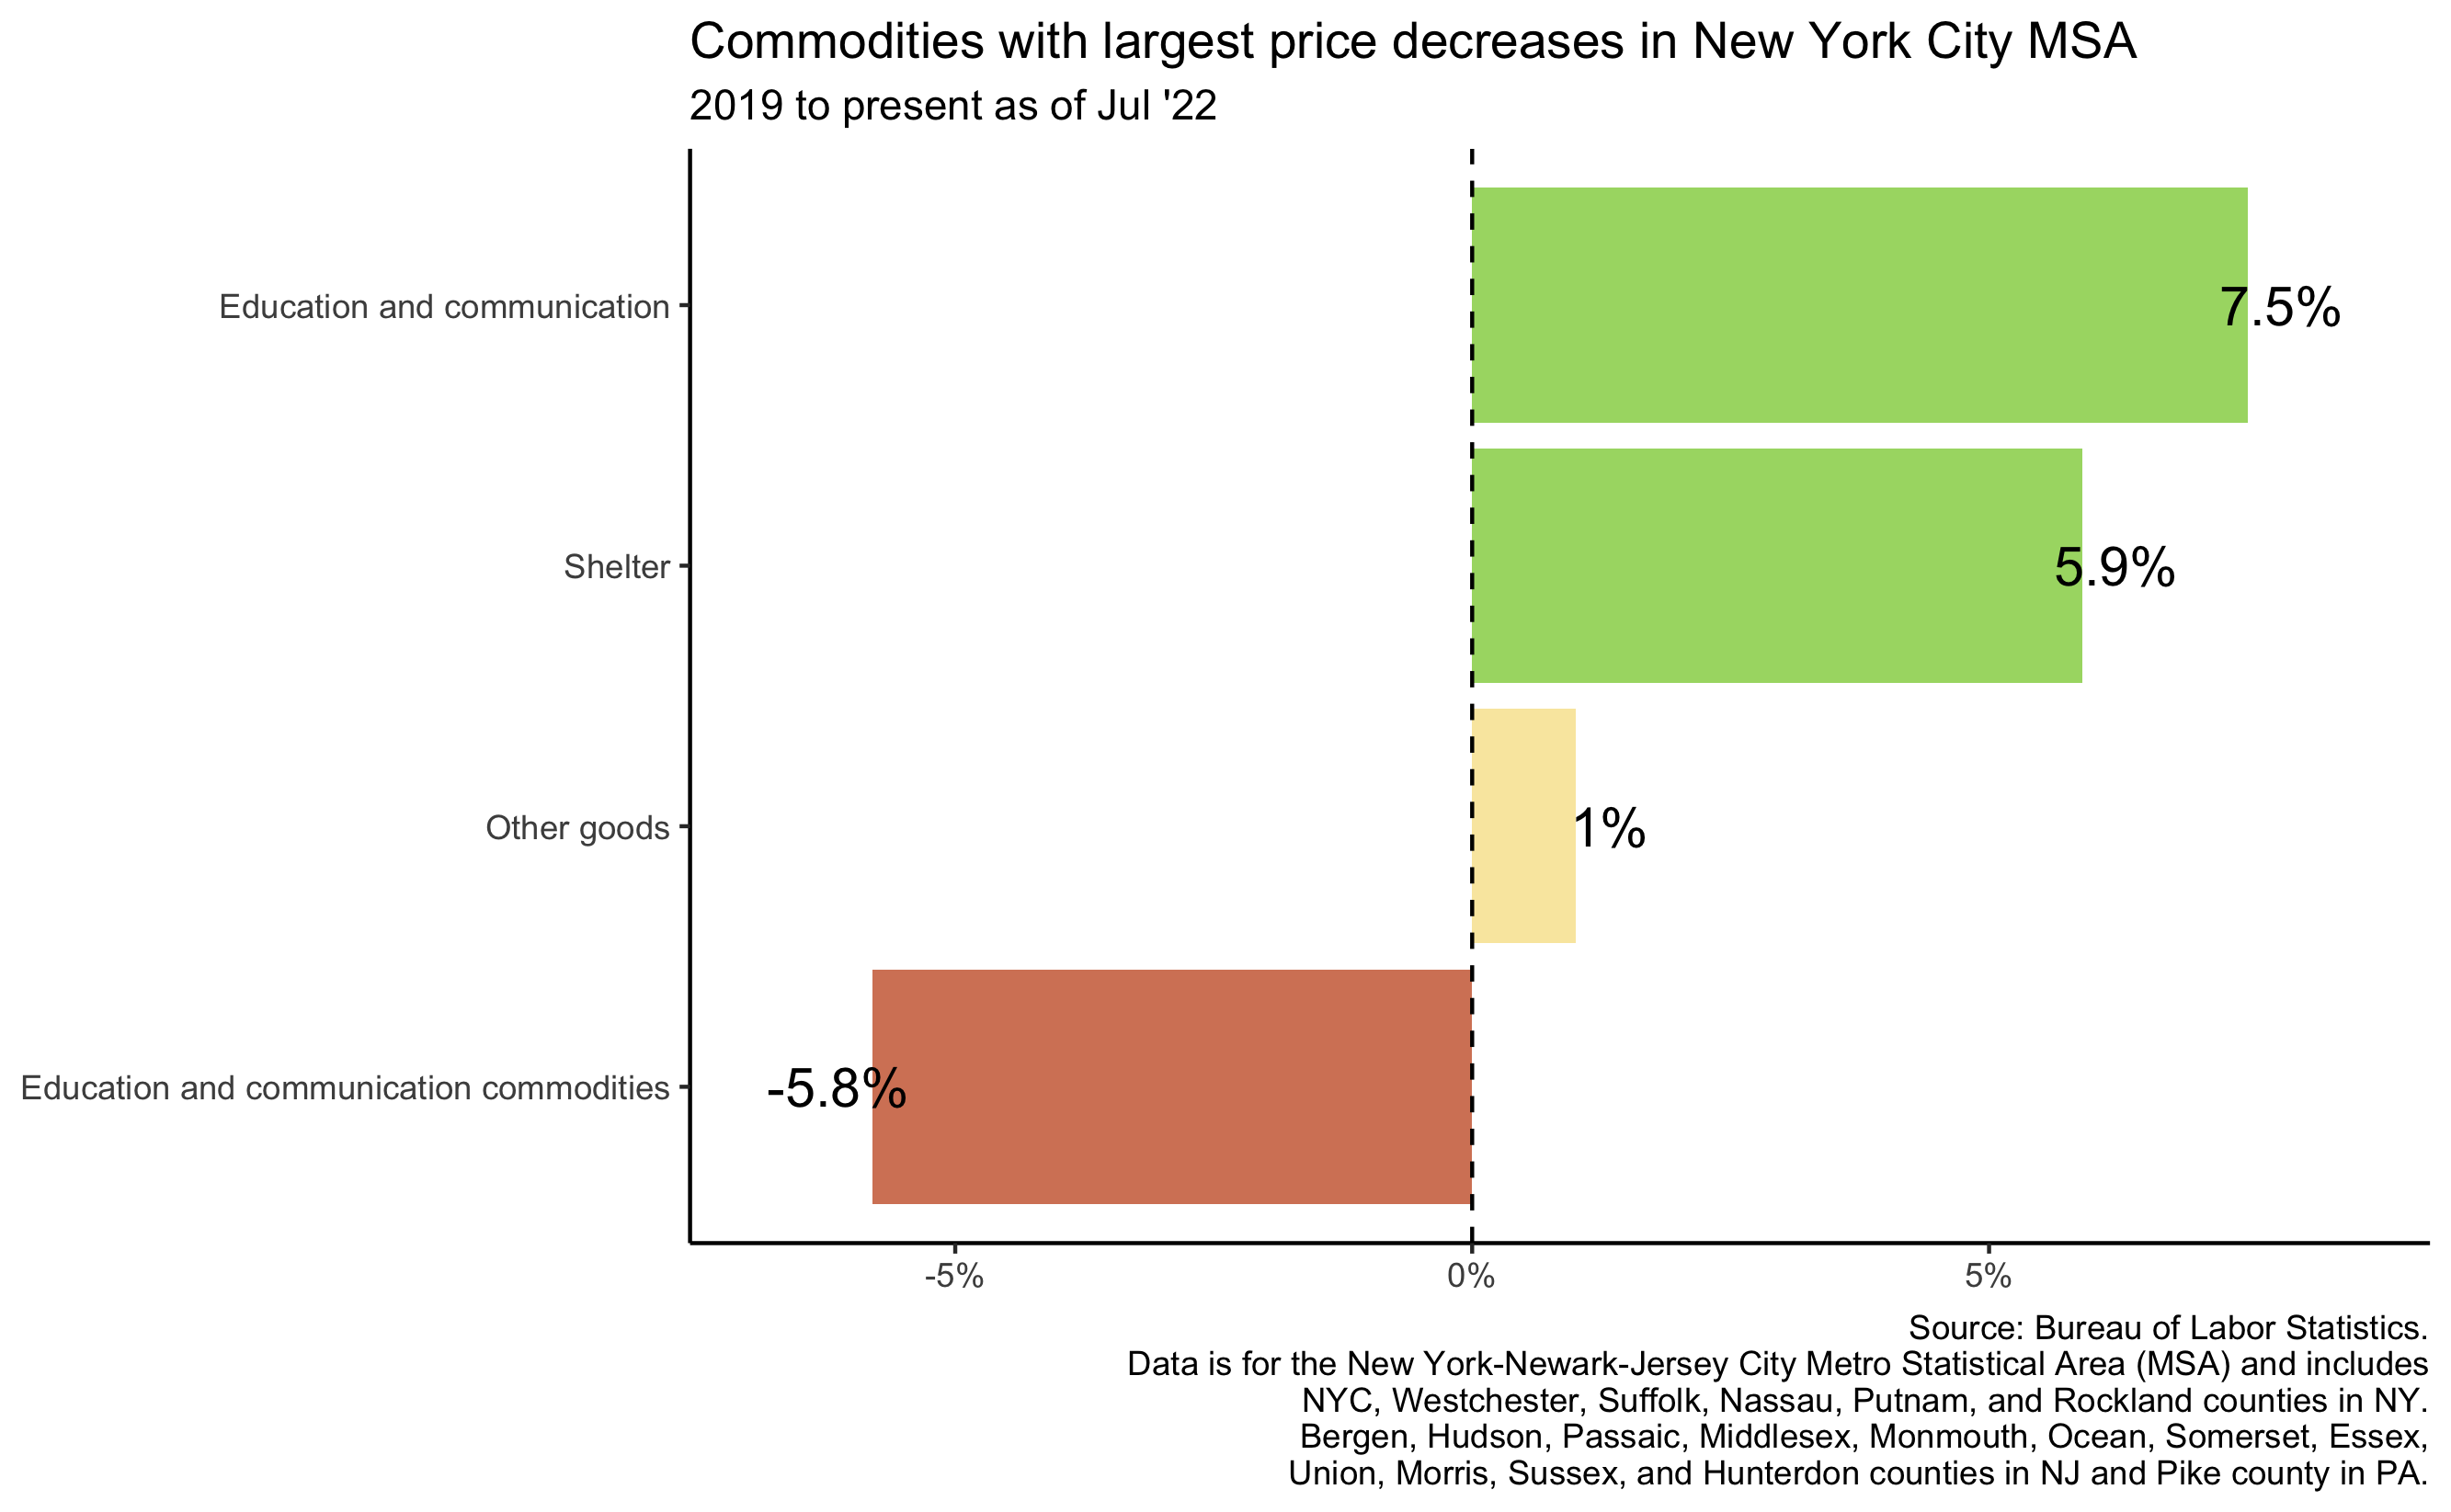 Commodities with largest price decreases in New York City MSA
2019 to present as of Jul '22
Education and communication
7.5%
Shelter
5.9%
Other goods
1%
Education and communication commodities
-5.8%
-5%
0%
5%
Source: Bureau of Labor Statistics.
Data is for the New York-Newark-Jersey City Metro Statistical Area (MSA) and includes
NYC, Westchester, Suffolk, Nassau, Putnam, and Rockland counties in NY.
Bergen, Hudson, Passaic, Middlesex, Monmouth, Ocean, Somerset, Essex,
Union, Morris, Sussex, and Hunterdon counties in NJ and Pike county in PA.